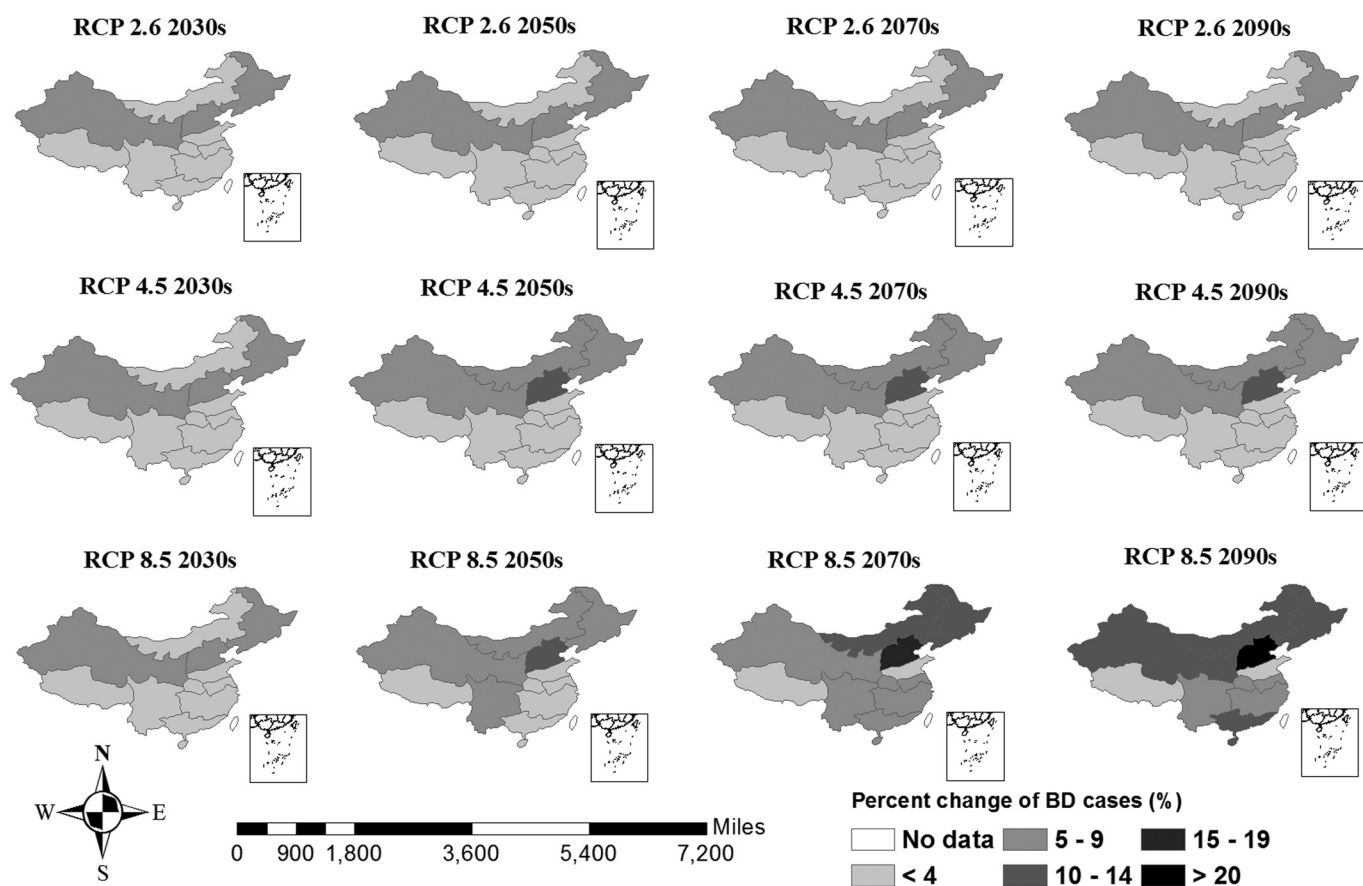 RCP 2.6 2030s
RCP 2.6 2050s
RCP 2.6 2070s
RCP 2.6 2090s
RCP 4.5 2030s
RCP 4.5 2050s
RCP 4.5 2070s
RCP 4.5 2090s
RCP 8.5 2030s
RCP 8.5 2050s
RCP 8.5 2070s
RCP 8.5 2090s
N
W E
S
Miles
0 900 1,800 3,600 5,400 7,200
Percent change of BD cases (%)
No data 5 - 9 15 - 19
< 4 10 - 14 > 20